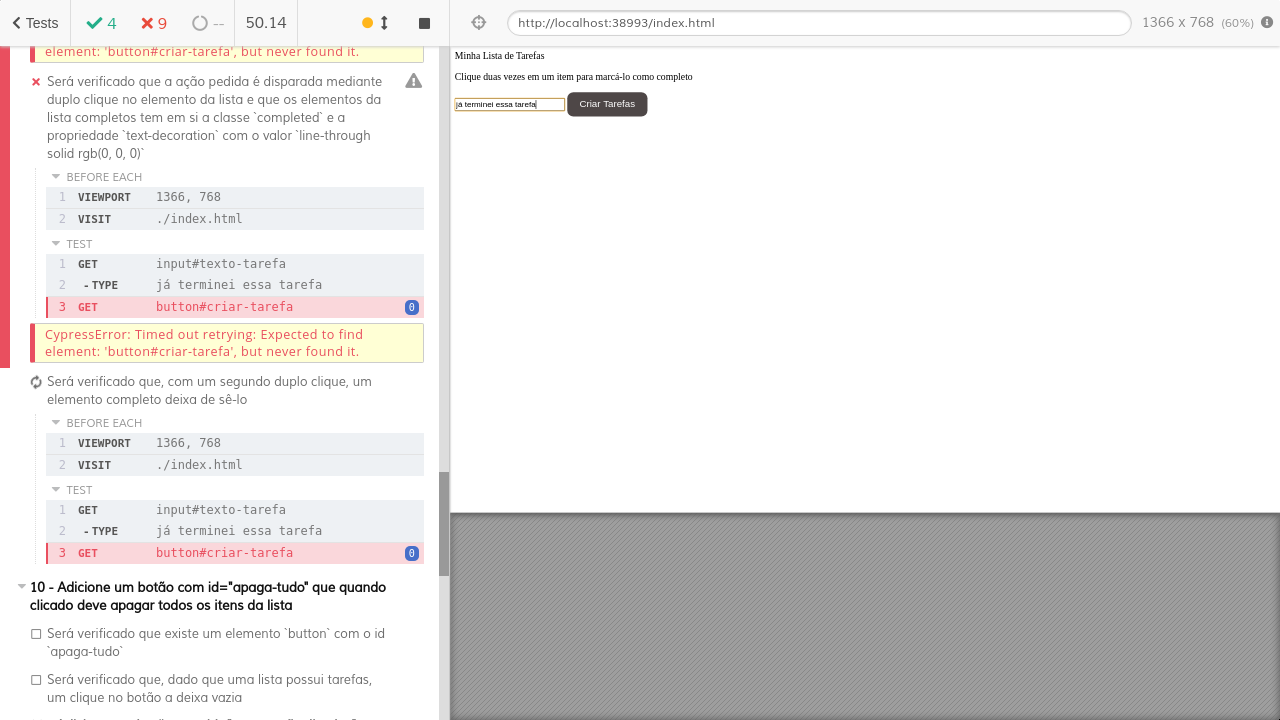 Tests 4 9 -- 50.14
http://localhost:38993/index.html 1366 x 768 (60%)
element: 'button#criar-tarefa', but never found it.
Será verificado que a ação pedida é disparada mediante
duplo clique no elemento da lista e que os elementos da
lista completos tem em si a classe `completed` e a
propriedade `text-decoration` com o valor `line-through
solid rgb(0, 0, 0)`
BEFORE EACH
1 VIEWPORT 1366, 768
2 VISIT ./index.html
TEST
1 GET input#texto-tarefa
2 -TYPE já terminei essa tarefa
3 GET button#criar-tarefa 0
CypressError: Timed out retrying: Expected to find
element: 'button#criar-tarefa', but never found it.
Será verificado que, com um segundo duplo clique, um
elemento completo deixa de sê-lo
BEFORE EACH
1 VIEWPORT 1366, 768
2 VISIT ./index.html
TEST
1 GET input#texto-tarefa
2 -TYPE já terminei essa tarefa
3 GET button#criar-tarefa 0
10 - Adicione um botão com id="apaga-tudo" que quando
clicado deve apagar todos os itens da lista
Será verificado que existe um elemento `button` com o id
`apaga-tudo`
Será verificado que, dado que uma lista possui tarefas,
um clique no botão a deixa vazia
Minha Lista de Tarefas
Clique duas vezes em um item para marcá-lo como completo
já terminei essa tarefa Criar Tarefas